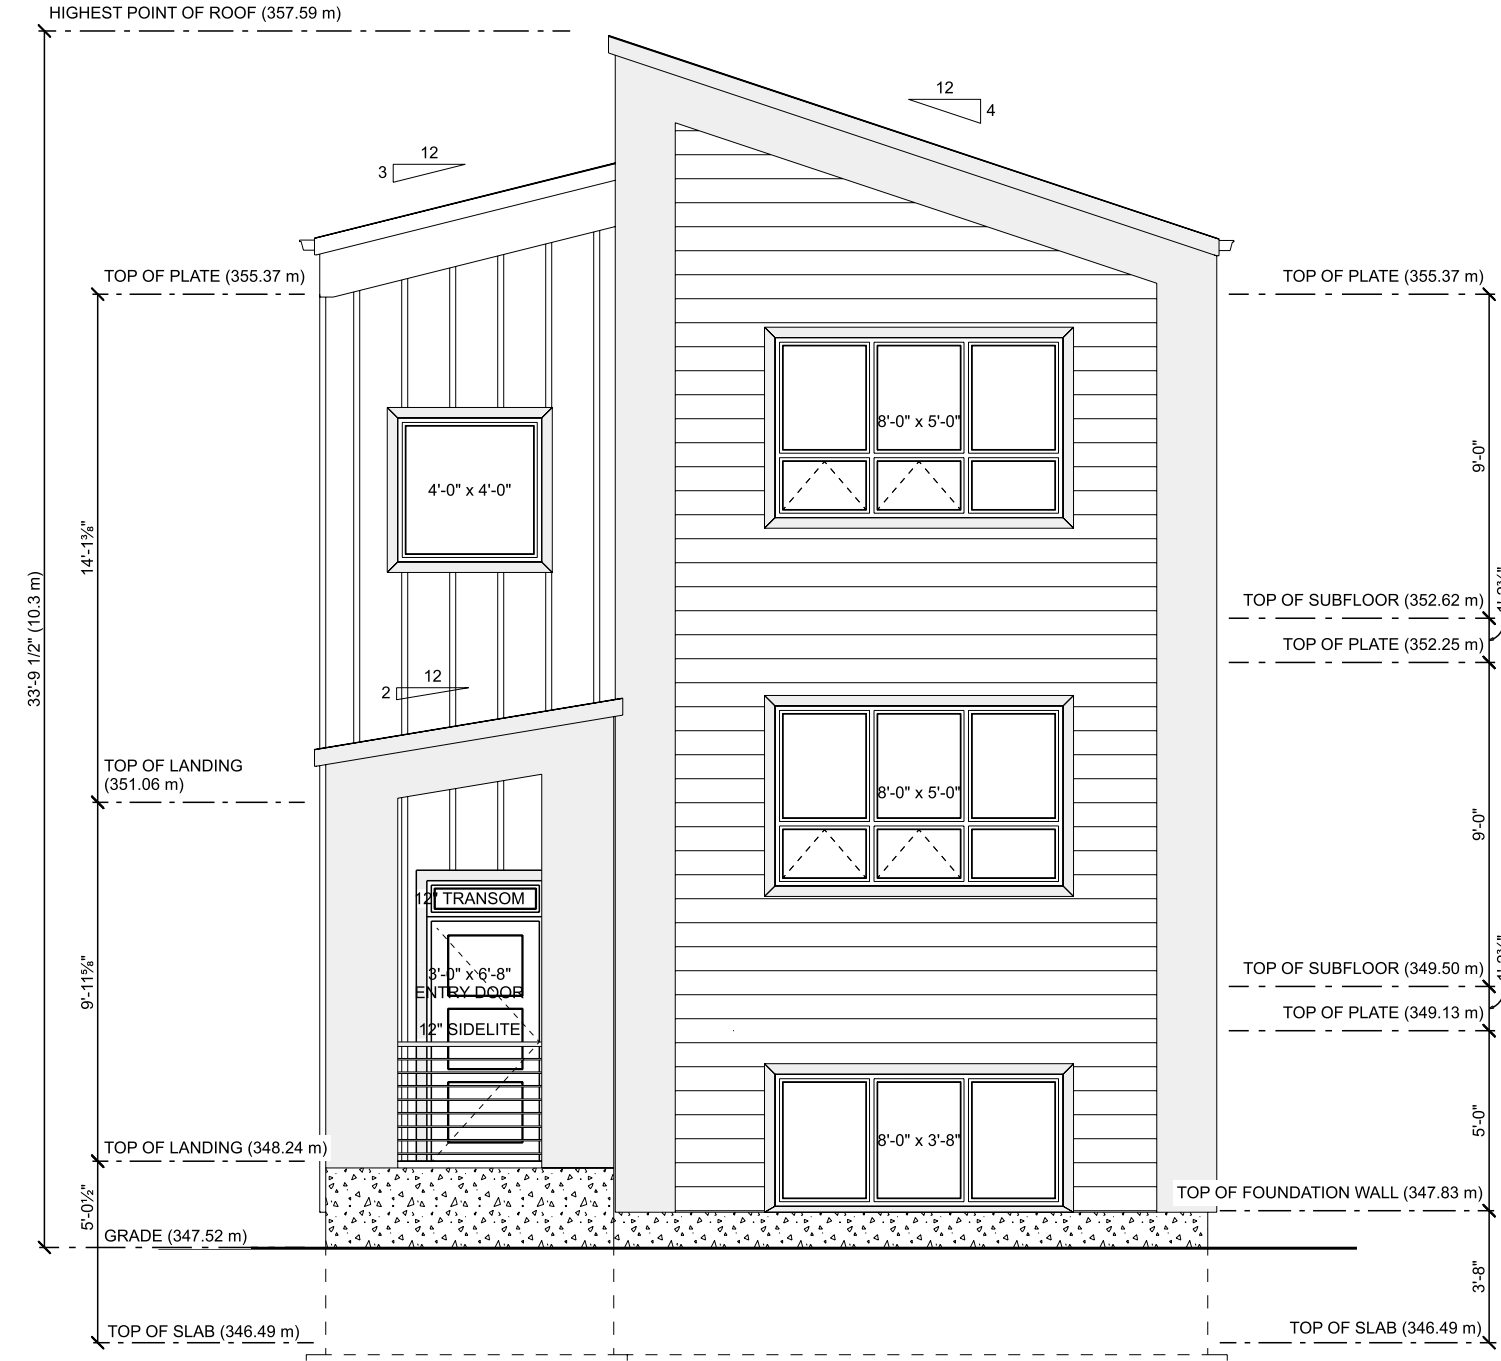 HIGHEST POINT OF ROOF (357.59 m)
12
4
12
3
TOP OF PLATE (355.37 m)
TOP OF PLATE (355.37 m)
8'-0" x 5'-0"
9'-0"
4'-0" x 4'-0"
14'-1⅜"
33'-9 1/2" (10.3 m)
TOP OF SUBFLOOR (352.62 m)
TOP OF PLATE (352.25 m)
12
2
TOP OF LANDING
(351.06 m)
8'-0" x 5'-0"
9'-0"
12" TRANSOM
3'-0" x 6'-8"
ENTRY DOOR
9'-11⅝"
TOP OF SUBFLOOR (349.50 m)
TOP OF PLATE (349.13 m)
12" SIDELITE
8'-0" x 3'-8"
5'-0"
TOP OF LANDING (348.24 m)
5'-0½"
TOP OF FOUNDATION WALL (347.83 m)
GRADE (347.52 m)
3'-8"
TOP OF SLAB (346.49 m)
TOP OF SLAB (346.49 m)